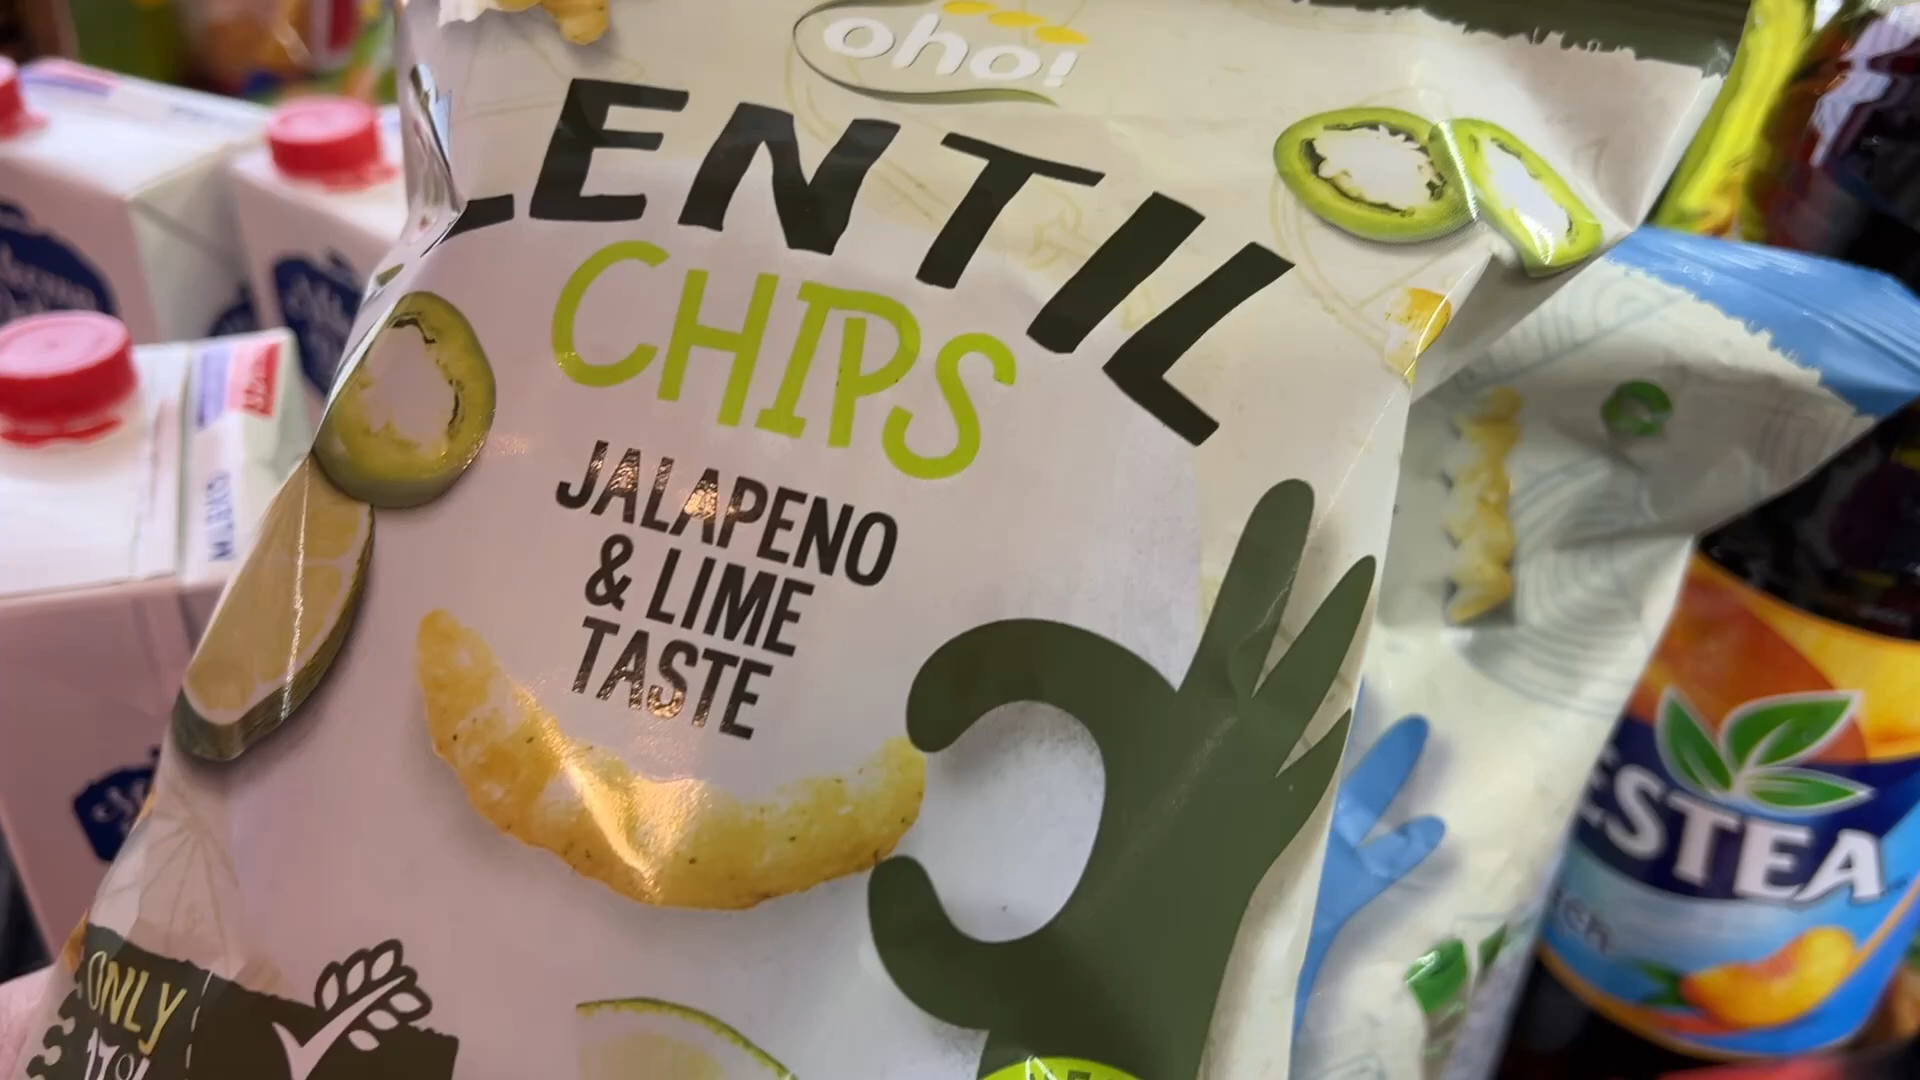 oho!
LENTIL
CHIPS
JALAPENO
& LIME
TASTE
ONLY
ESTEA